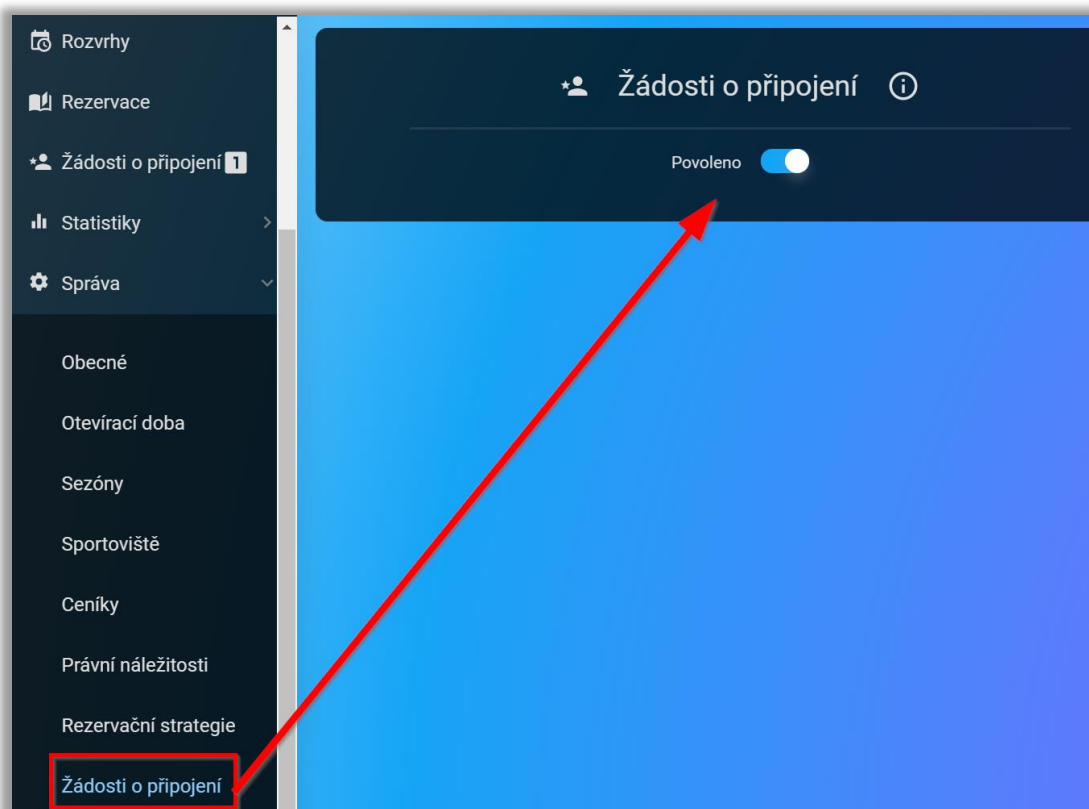 Rozvrhy
Rezervace
Žádosti o připojení 1
Statistiky
Správa
Obecné
Otevírací doba
Sezóny
Sportoviště
Ceníky
Právní náležitosti
Rezervační strategie
Žádosti o připojení
Žádosti o připojení
Povoleno